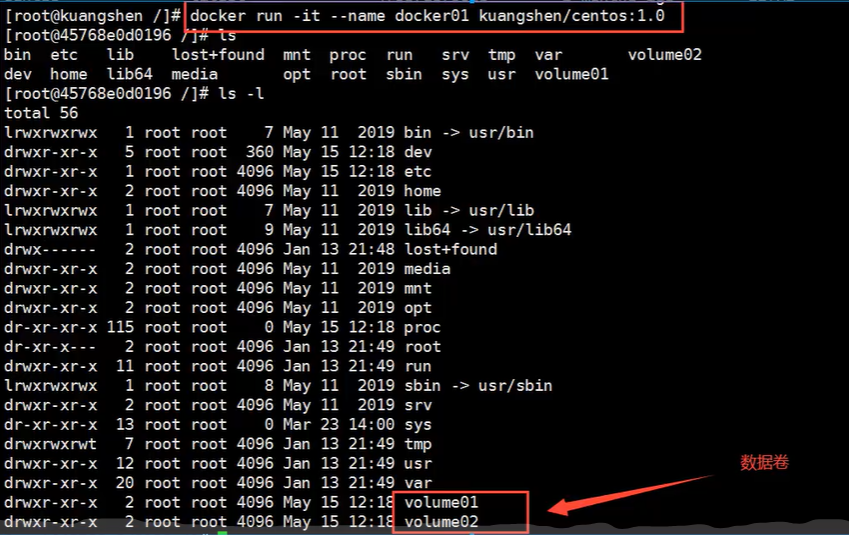 [root@kuangshen /]# docker run -it --name docker01 kuangshen/centos:1.0
[root@45768e0d0196 /]# ls
bin  etc   lib    lost+found  mnt  proc  run   srv  tmp  var       volume02
dev  home  lib64  media       opt  root  sbin  sys  usr  volume01
[root@45768e0d0196 /]# ls -l
total 56
lrwxrwxrwx   1 root root    7 May 11  2019 bin -> usr/bin
drwxr-xr-x   5 root root  360 May 15 12:18 dev
drwxr-xr-x   1 root root 4096 May 15 12:18 etc
drwxr-xr-x   2 root root 4096 May 11  2019 home
lrwxrwxrwx   1 root root    7 May 11  2019 lib -> usr/lib
lrwxrwxrwx   1 root root    9 May 11  2019 lib64 -> usr/lib64
drwx------   2 root root 4096 Jan 13 21:48 lost+found
drwxr-xr-x   2 root root 4096 May 11  2019 media
drwxr-xr-x   2 root root 4096 May 11  2019 mnt
drwxr-xr-x   2 root root 4096 May 11  2019 opt
dr-xr-xr-x 115 root root    0 May 15 12:18 proc
dr-xr-x---   2 root root 4096 Jan 13 21:49 root
drwxr-xr-x  11 root root 4096 Jan 13 21:49 run
lrwxrwxrwx   1 root root    8 May 11  2019 sbin -> usr/sbin
drwxr-xr-x   2 root root 4096 May 11  2019 srv
dr-xr-xr-x  13 root root    0 Mar 23 14:00 sys
drwxrwxrwt   7 root root 4096 Jan 13 21:49 tmp
drwxr-xr-x  12 root root 4096 Jan 13 21:49 usr
数据卷
drwxr-xr-x  20 root root 4096 Jan 13 21:49 var
drwxr-xr-x   2 root root 4096 May 15 12:18 volume01
drwxr-xr-x   2 root root 4096 May 15 12:18 volume02